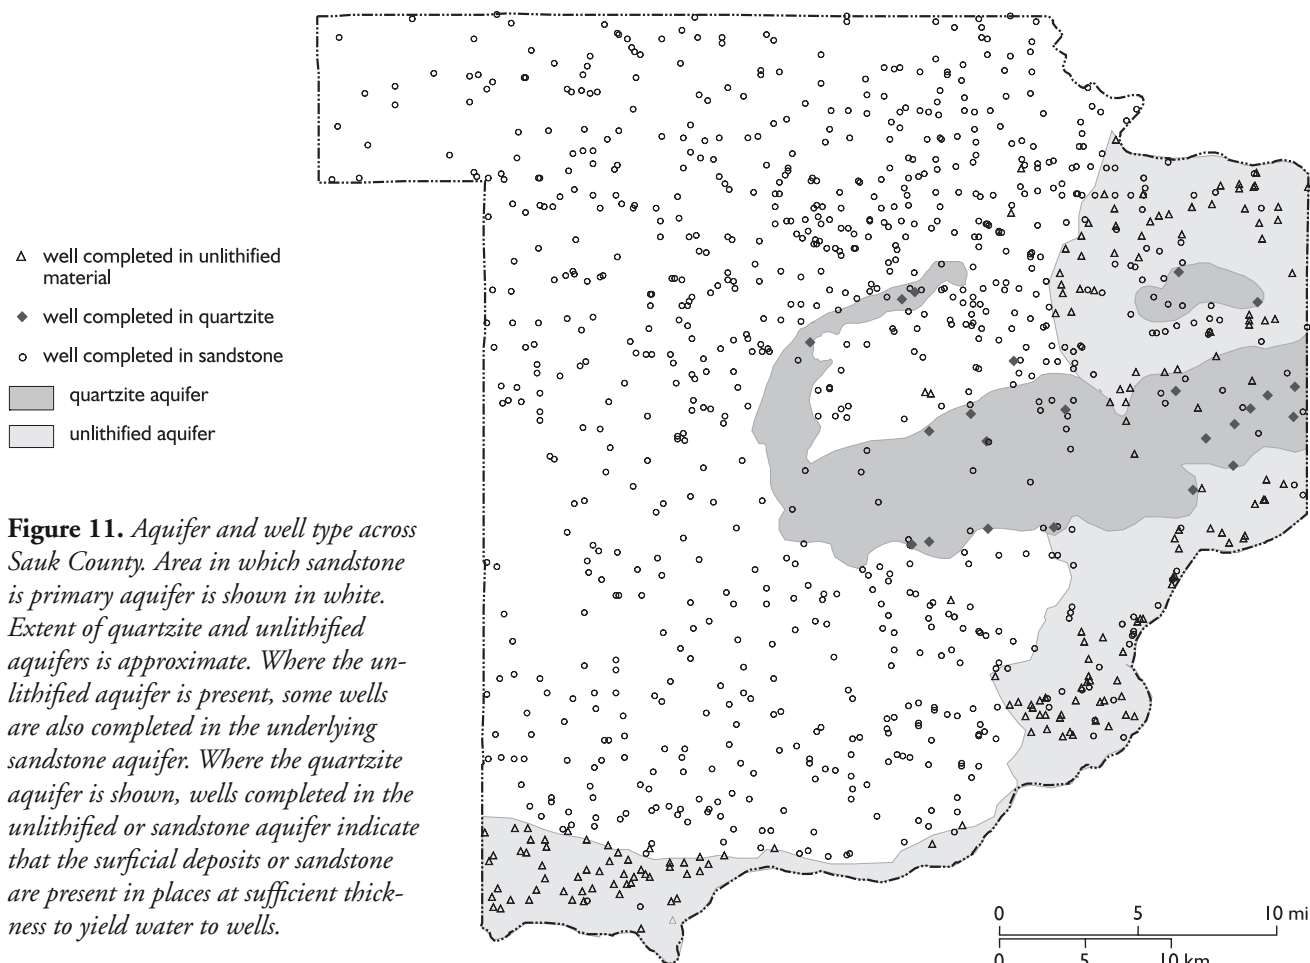 well completed in unlithified
material
well completed in quartzite
well completed in sandstone
quartzite aquifer
unlithified aquifer
Figure 11. Aquifer and well type across
Sauk County. Area in which sandstone
is primary aquifer is shown in white.
Extent of quartzite and unlithified
aquifers is approximate. Where the un-
lithified aquifer is present, some wells
are also completed in the underlying
sandstone aquifer. Where the quartzite
aquifer is shown, wells completed in the
unlithified or sandstone aquifer indicate
that the surficial deposits or sandstone
are present in places at sufficient thick-
ness to yield water to wells.
0 5 10 mi
0 5 10 km